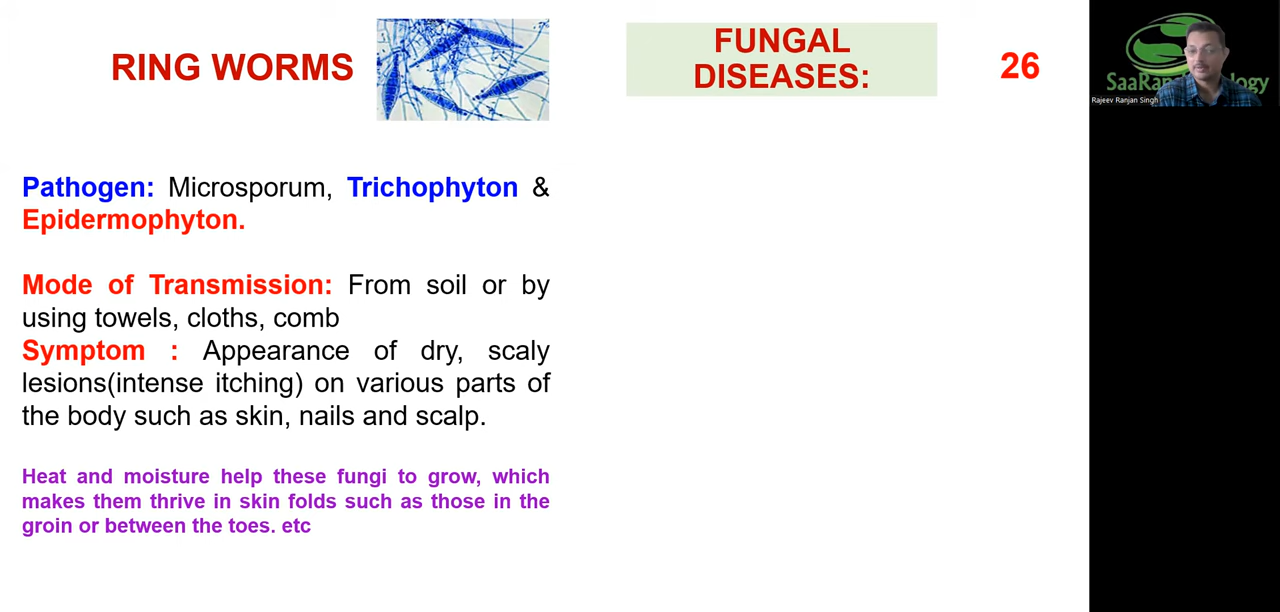 RING WORMS
FUNGAL
DISEASES:
26
Pathogen: Microsporum, Trichophyton &
Epidermophyton.
Mode of Transmission: From soil or by
using towels, cloths, comb
Symptom : Appearance of dry, scaly
lesions(intense itching) on various parts of
the body such as skin, nails and scalp.
Heat and moisture help these fungi to grow, which
makes them thrive in skin folds such as those in the
groin or between the toes. etc
Rajeev Ranjan Singh